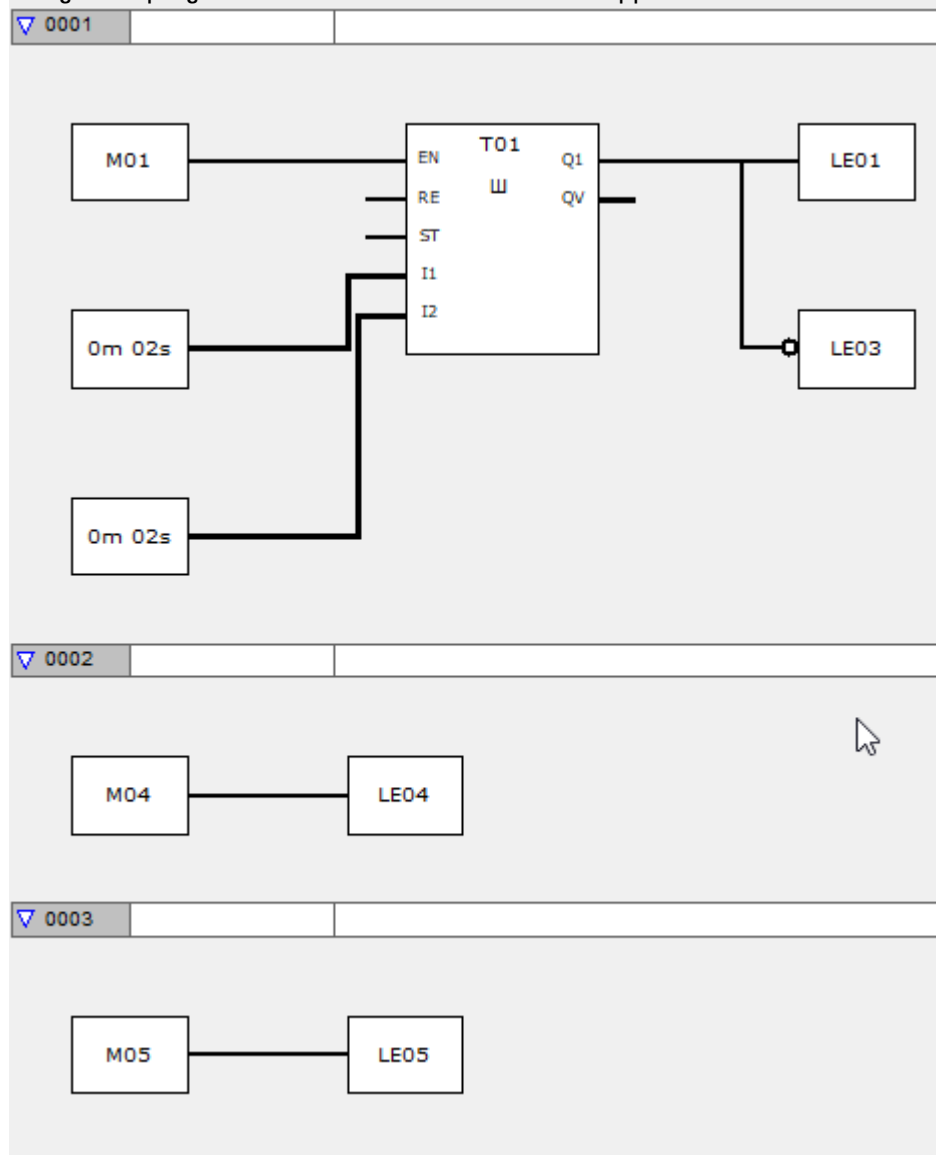 0001
M01
EN T01 Q1
RE Ш QV
ST
I1
I2
LE01
0m 02s
LE03
0m 02s
0002
M04
LE04
0003
M05
LE05